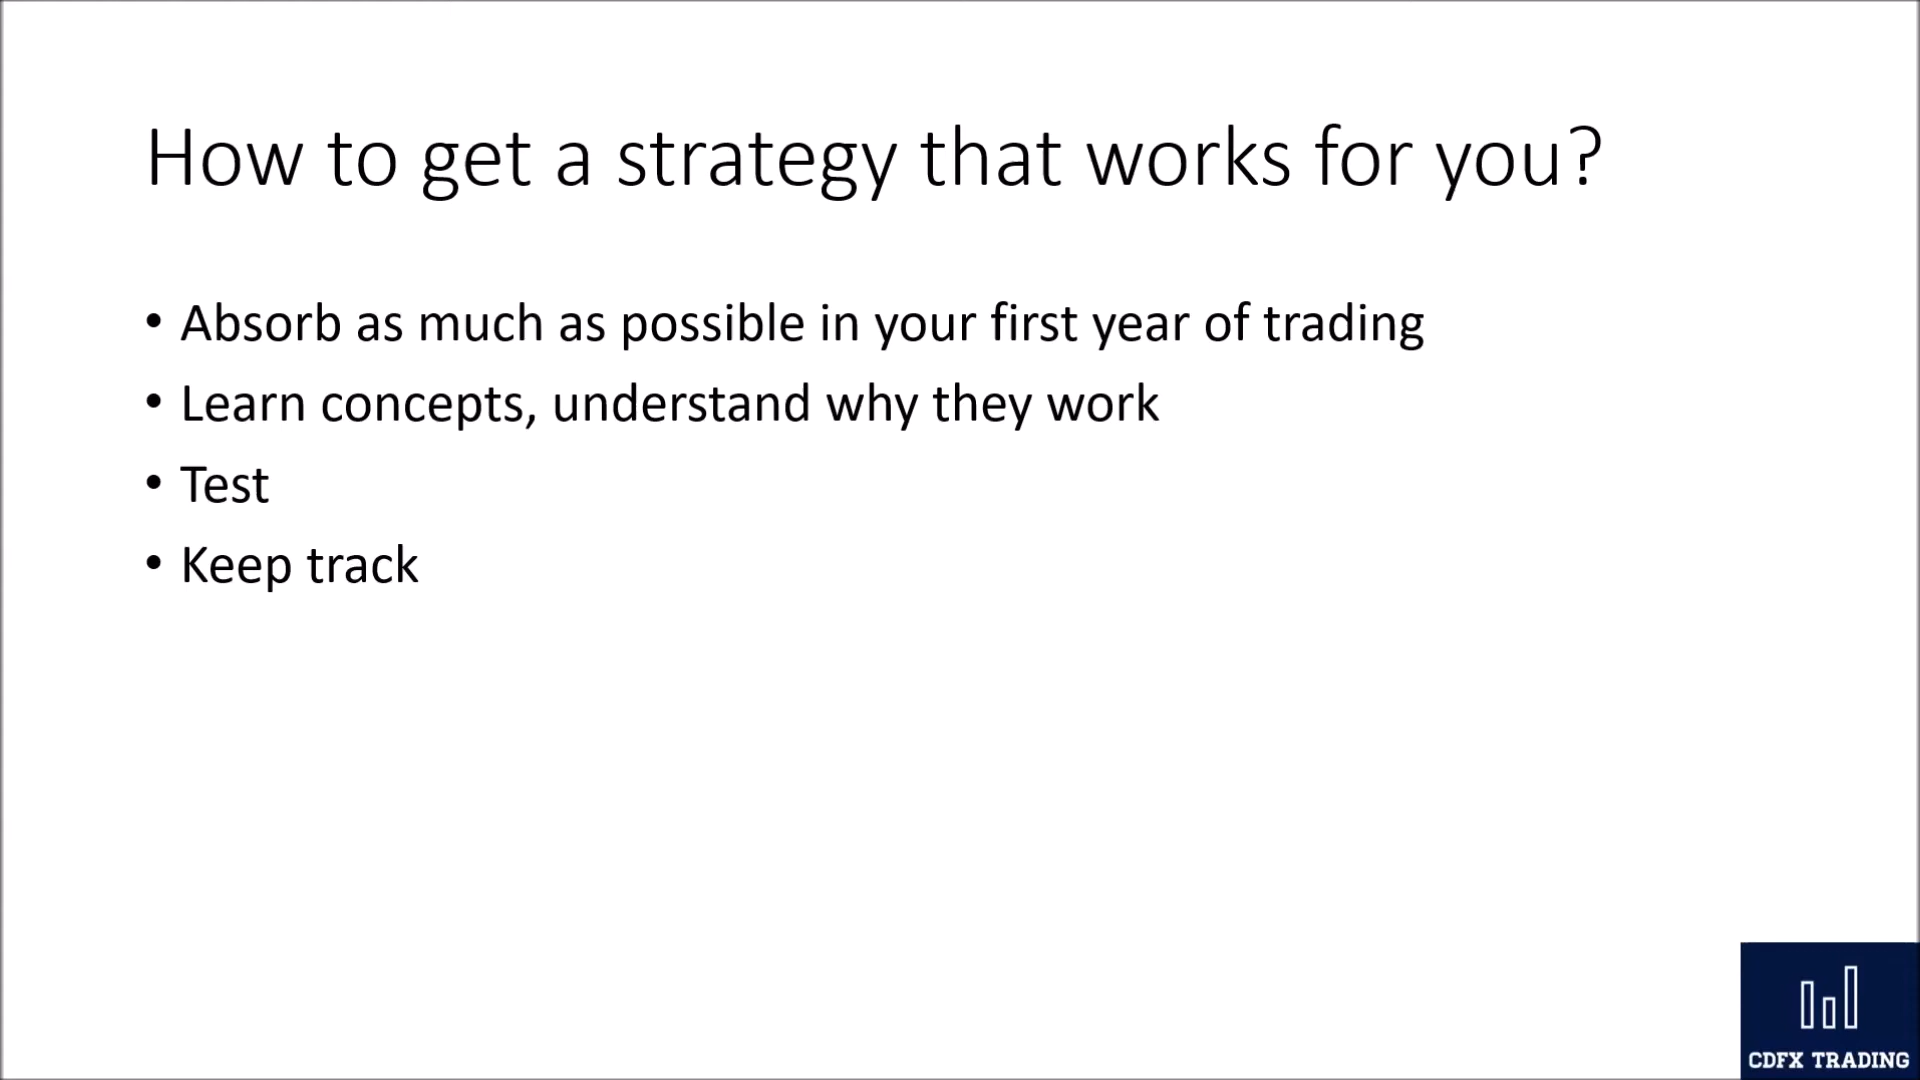 How to get a strategy that works for you?
• Absorb as much as possible in your first year of trading
• Learn concepts, understand why they work
• Test
• Keep track
CDFX TRADING